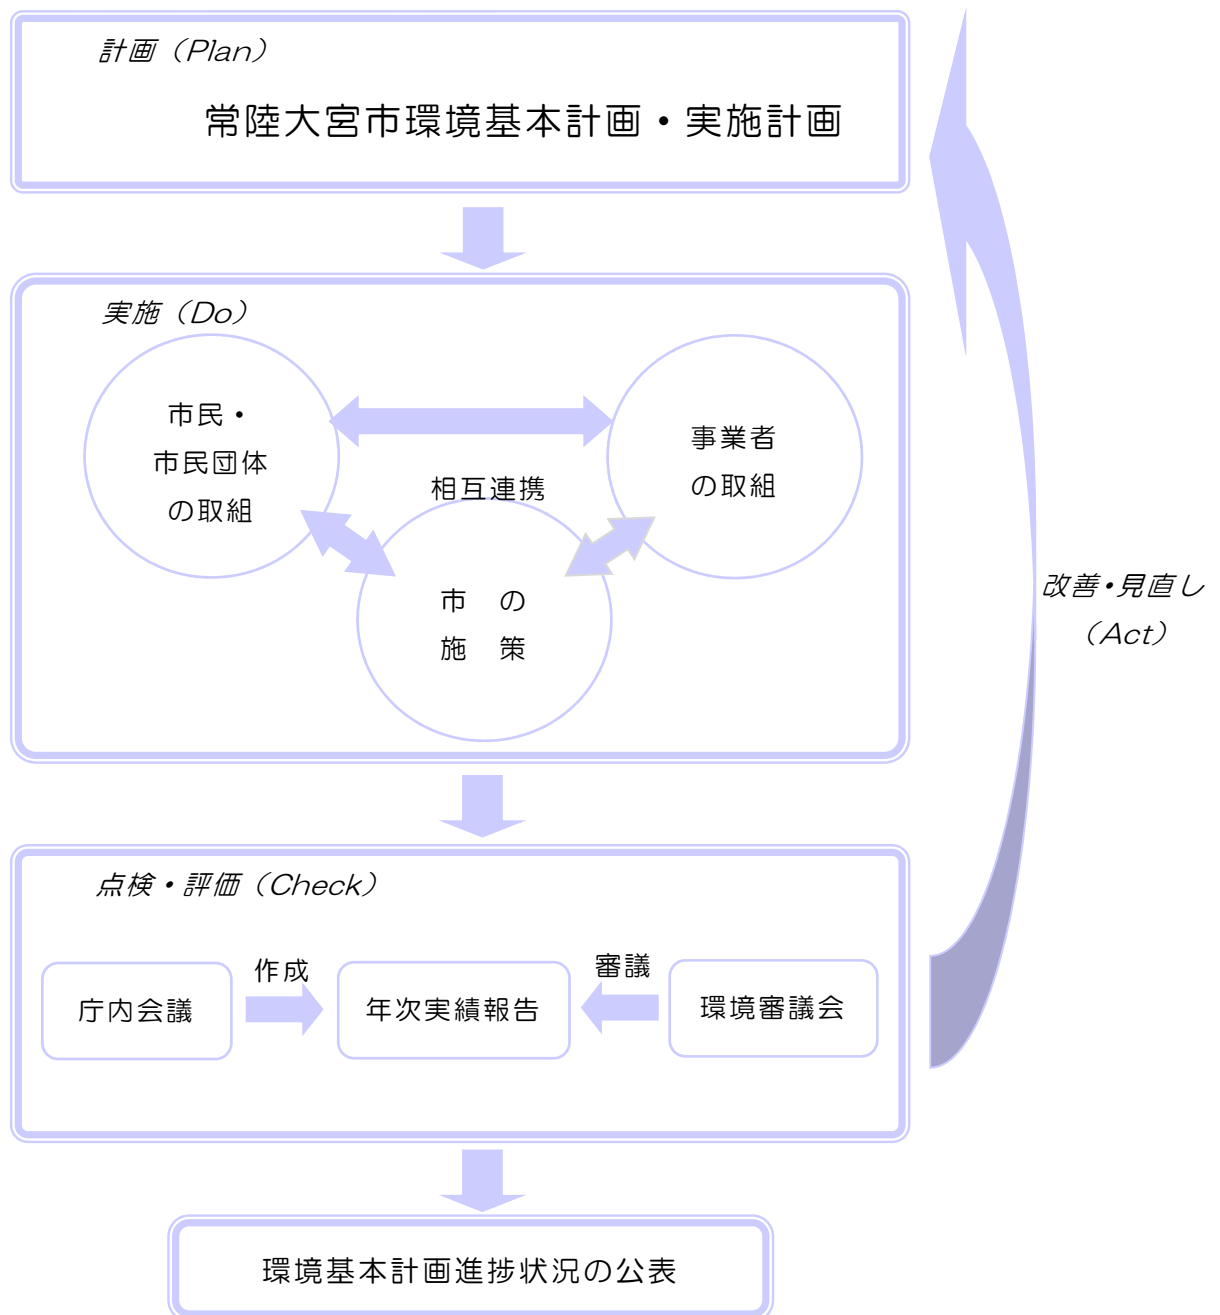 計画（Plan）
常陸大宮市環境基本計画・実施計画
実施（Do）
市民・
市民団体
の取組
事業者
の取組
相互連携
市　の
施　策
改善・見直し
（Act）
点検・評価（Check）
作成
審議
庁内会議
年次実績報告
環境審議会
環境基本計画進捗状況の公表